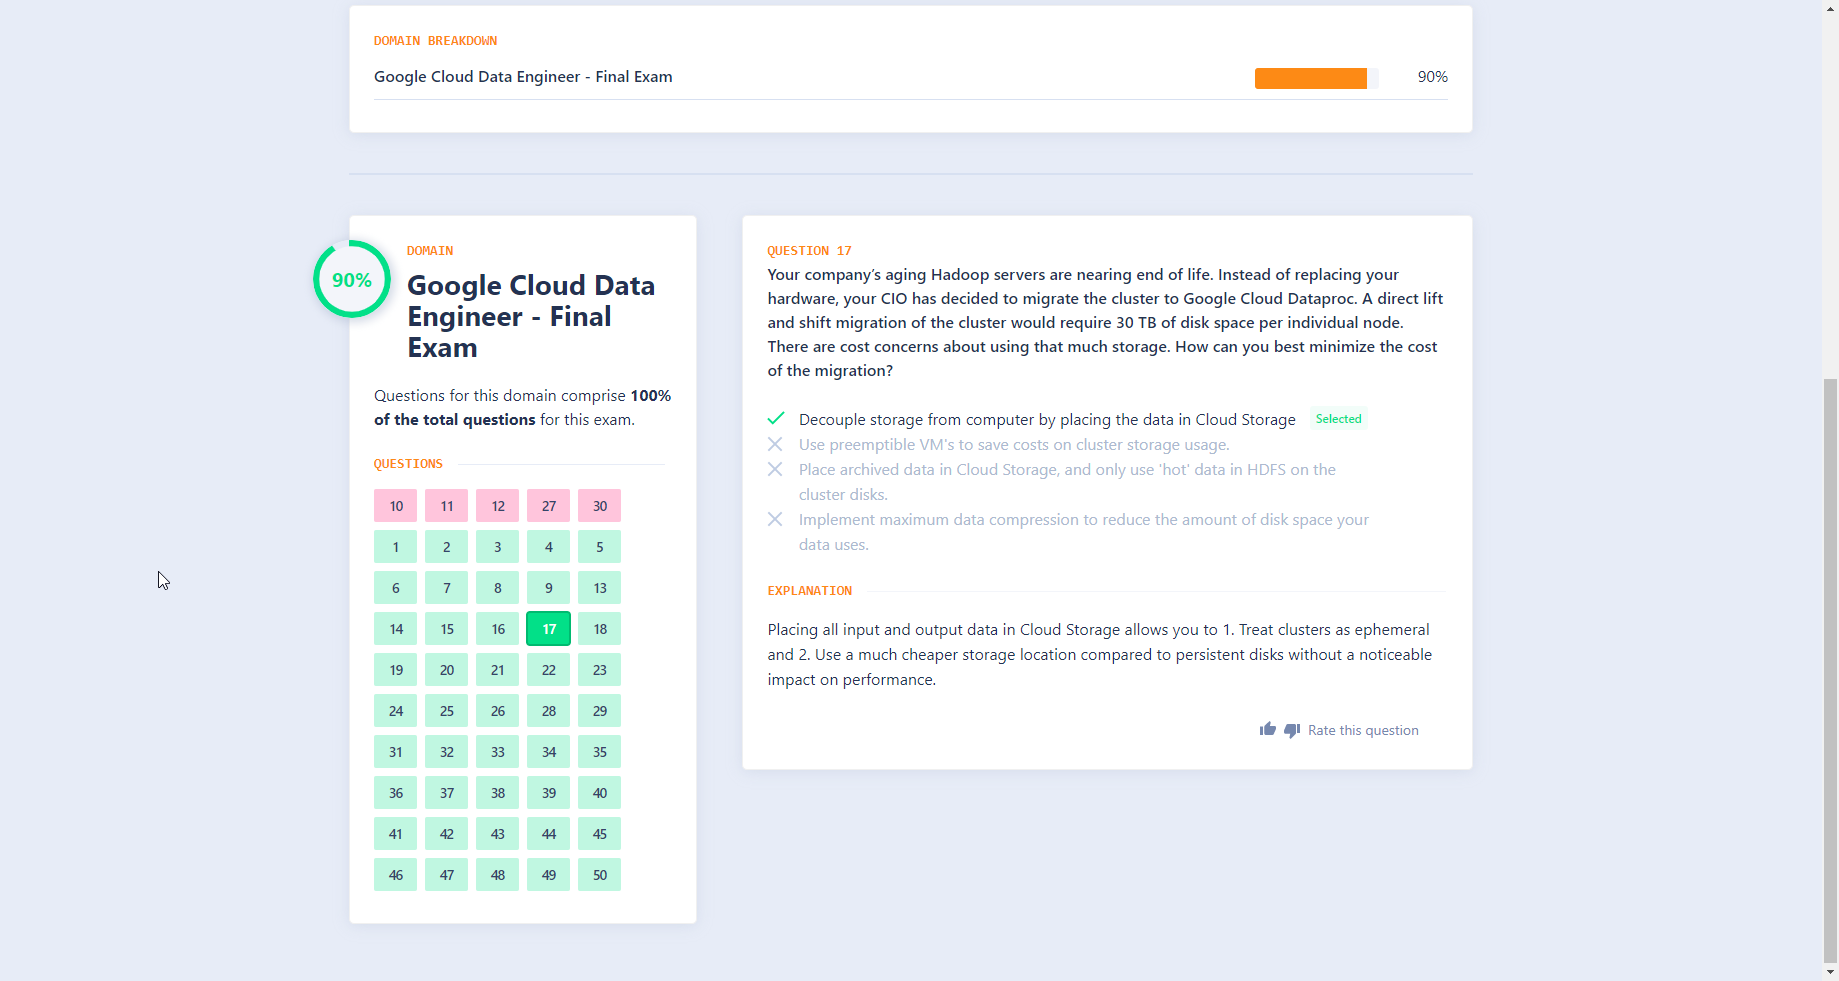 DOMAIN BREAKDOWN
Google Cloud Data Engineer - Final Exam
90%
90%
DOMAIN
Google Cloud Data
Engineer - Final
Exam
Questions for this domain comprise 100%
of the total questions for this exam.
QUESTIONS
10 11 12 27 30
1 2 3 4 5
6 7 8 9 13
14 15 16 17 18
19 20 21 22 23
24 25 26 28 29
31 32 33 34 35
36 37 38 39 40
41 42 43 44 45
46 47 48 49 50
QUESTION 17
Your company’s aging Hadoop servers are nearing end of life. Instead of replacing your
hardware, your CIO has decided to migrate the cluster to Google Cloud Dataproc. A direct lift
and shift migration of the cluster would require 30 TB of disk space per individual node.
There are cost concerns about using that much storage. How can you best minimize the cost
of the migration?
Decouple storage from computer by placing the data in Cloud Storage Selected
Use preemptible VM's to save costs on cluster storage usage.
Place archived data in Cloud Storage, and only use 'hot' data in HDFS on the
cluster disks.
Implement maximum data compression to reduce the amount of disk space your
data uses.
EXPLANATION
Placing all input and output data in Cloud Storage allows you to 1. Treat clusters as ephemeral
and 2. Use a much cheaper storage location compared to persistent disks without a noticeable
impact on performance.
Rate this question